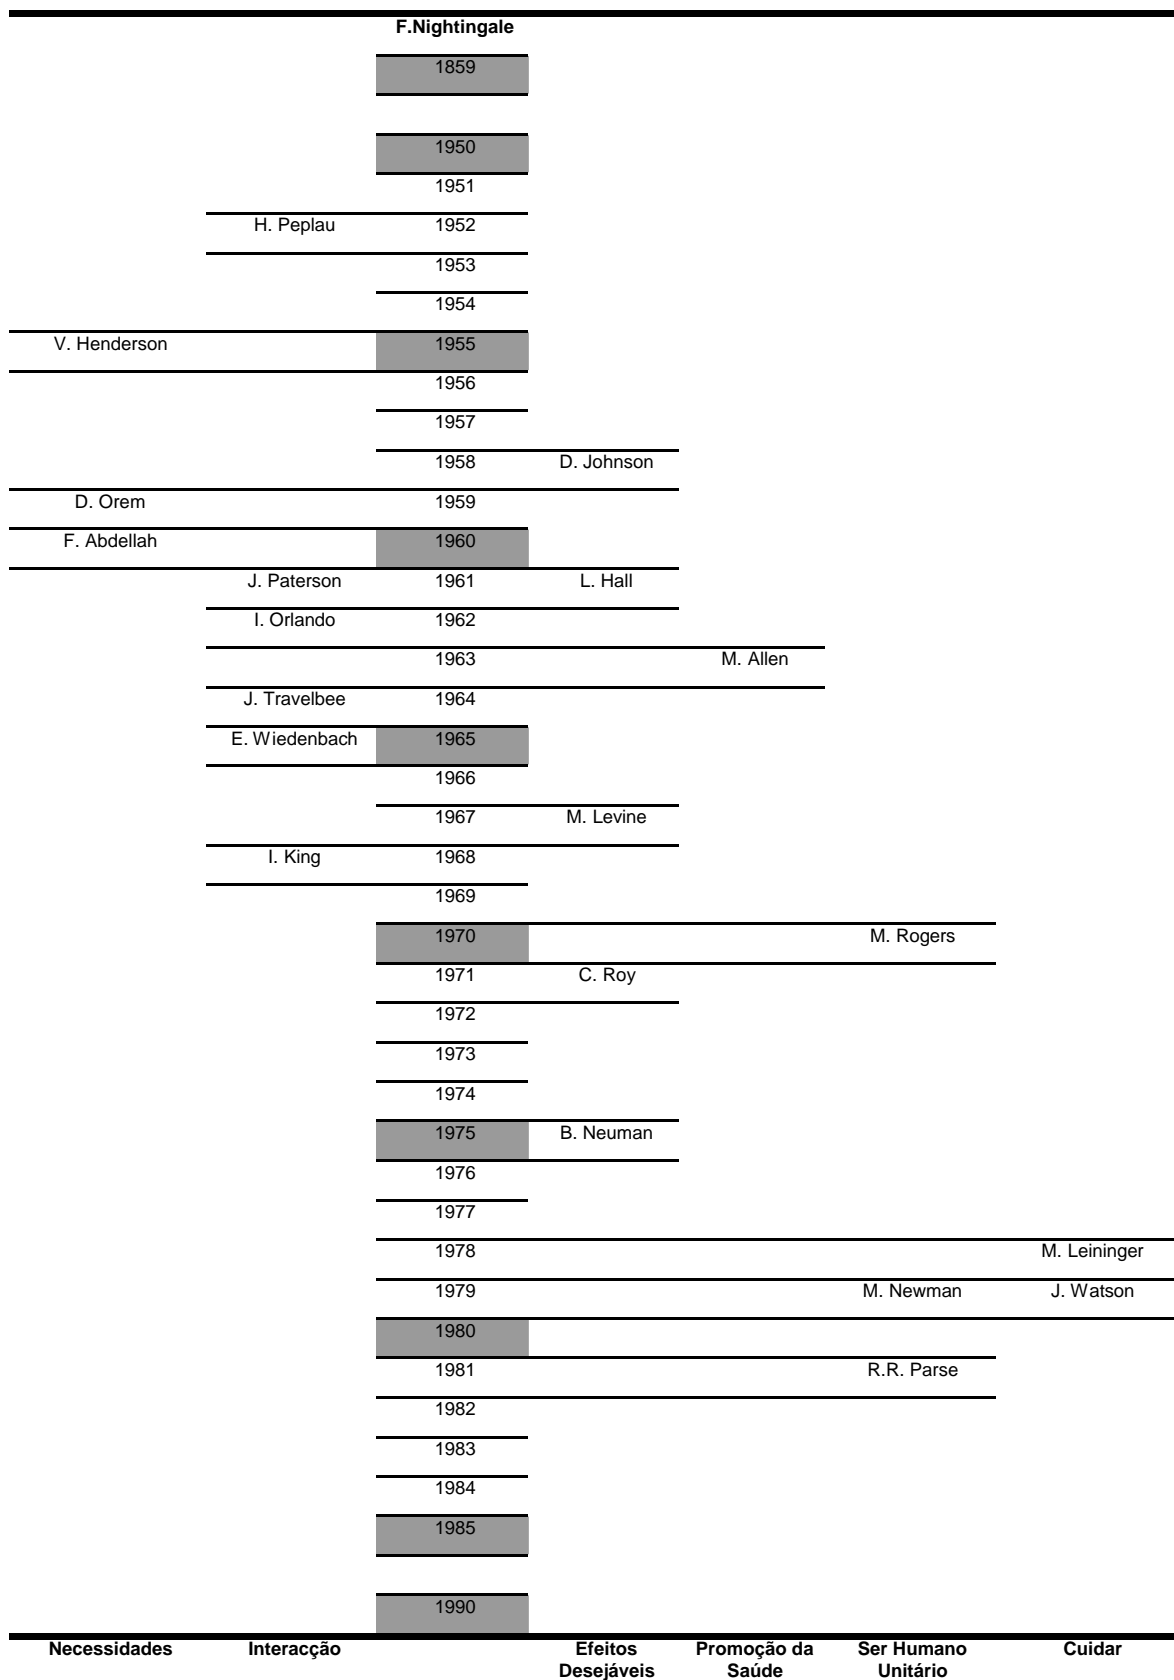 F.Nightingale
1859
1950
1951
H. Peplau 1952
1953
1954
V. Henderson 1955
1956
1957
1958 D. Johnson
D. Orem 1959
F. Abdellah 1960
J. Paterson 1961 L. Hall
I. Orlando 1962
1963 M. Allen
J. Travelbee 1964
E. Wiedenbach 1965
1966
1967 M. Levine
I. King 1968
1969
1970 M. Rogers
1971 C. Roy
1972
1973
1974
1975 B. Neuman
1976
1977
1978 M. Leininger
1979 M. Newman J. Watson
1980
1981 R.R. Parse
1982
1983
1984
1985
1990
Necessidades Interacção Efeitos Promoção da Ser Humano Cuidar
Desejáveis Saúde Unitário